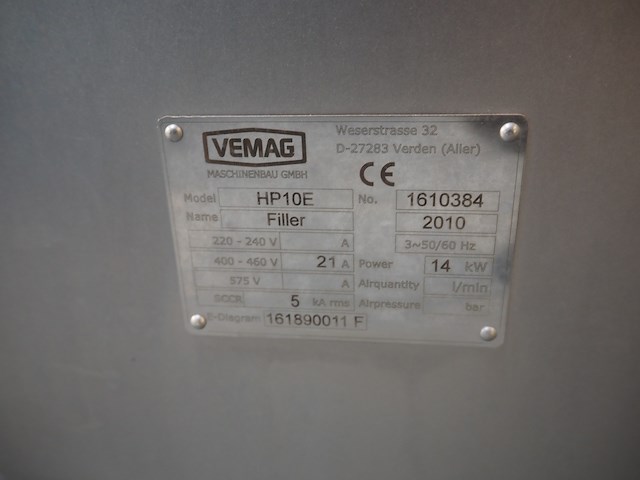 VEMAG
MASCHINENBAU GMBH
Weserstrasse 32
D-27283 Verden (Aller)
CE
Model HP10E No. 1610384
Name Filler 2010
220 - 240 V A 3~50/60 Hz
400 - 460 V 21 A Power 14 kW
575 V A Airquantity l/min
SCCR 5 kA rms Airpressure bar
E-Diagram 161890011 F